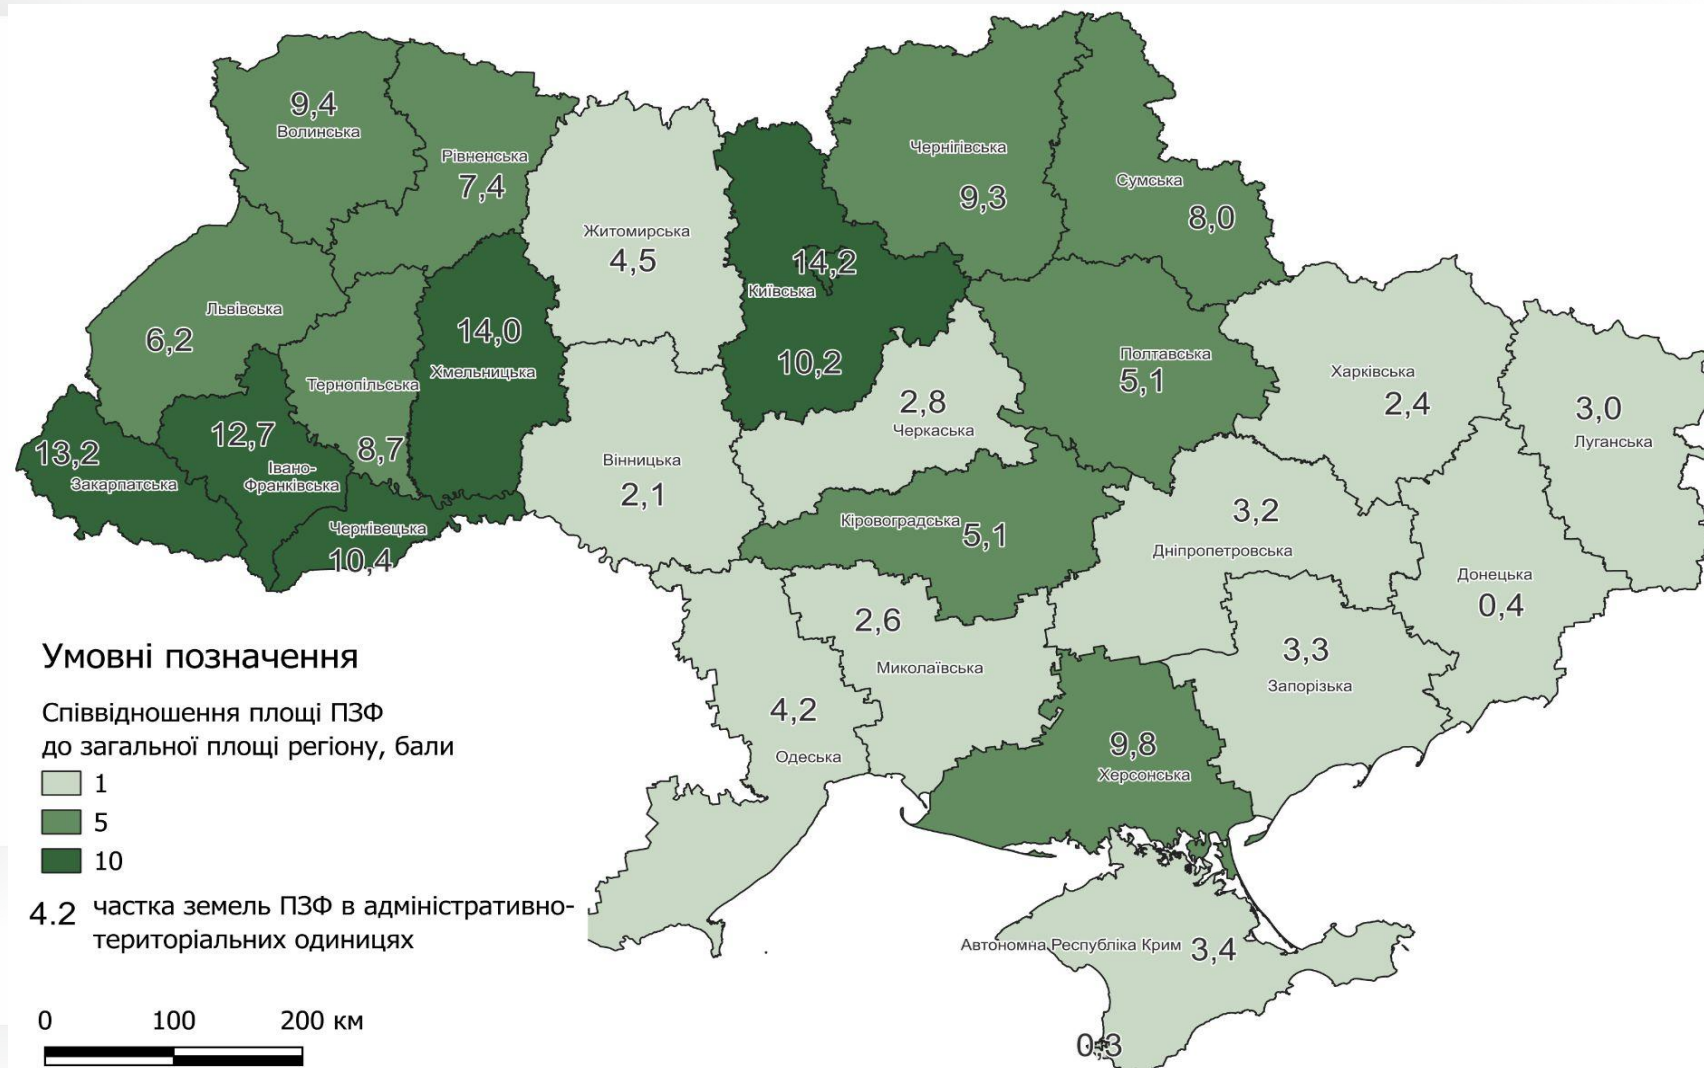 9,4
Волинська
Рівненська
7,4
Житомирська
4,5
14,2
Київська
10,2
Чернігівська
9,3
Сумська
8,0
Львівська
6,2
Тернопільська
8,7
14,0
Хмельницька
13,2
Закарпатська
12,7
Івано-
Франківська
Чернівецька
10,4
Вінницька
2,1
2,8
Черкаська
Полтавська
5,1
Харківська
2,4
3,0
Луганська
Кіровоградська 5,1
3,2
Дніпропетровська
Донецька
0,4
2,6
Миколаївська
4,2
Одеська
3,3
Запорізька
9,8
Херсонська
Автономна Республіка Крим 3,4
0,3
Умовні позначення
Співвідношення площі ПЗФ
до загальної площі регіону, бали
1
5
10
4.2 частка земель ПЗФ в адміністративно-
територіальних одиницях
0 100 200 км